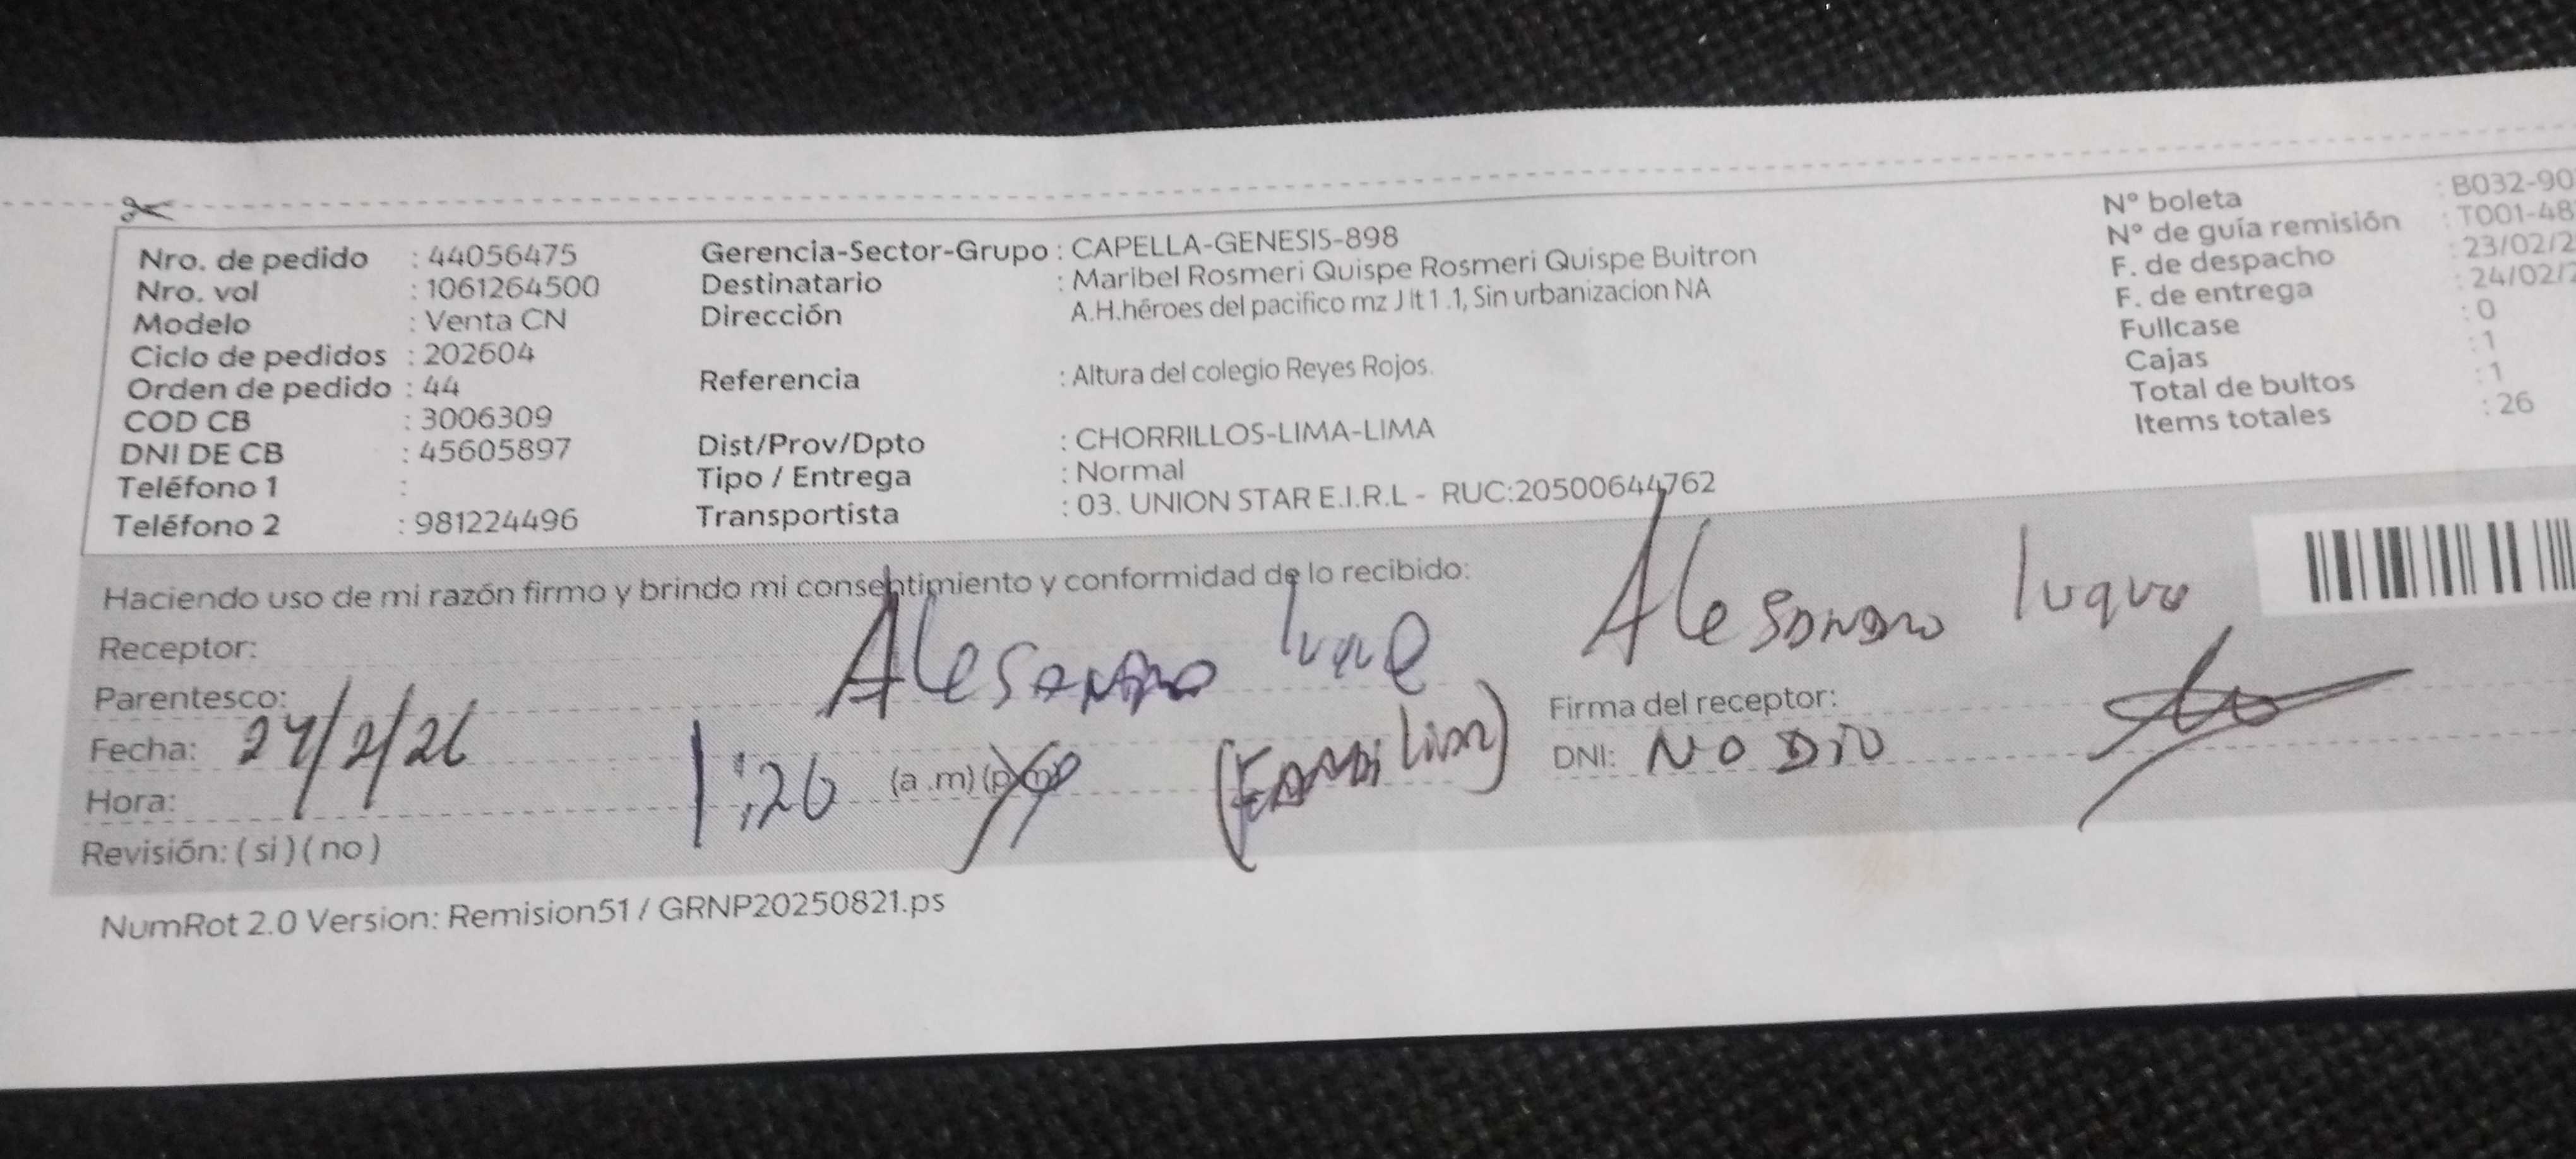 Nro. de pedido : 44056475 Gerencia-Sector-Grupo : CAPELLA-GENESIS-898 N° boleta : B032-90
Nro. vol : 1061264500 Destinatario : Maribel Rosmeri Quispe Rosmeri Quispe Buitron N° de guía remisión : T001-48
Modelo : Venta CN Dirección A.H.héroes del pacifico mz J lt 1 .1, Sin urbanizacion NA F. de despacho : 23/02/2
Ciclo de pedidos : 202604 F. de entrega : 24/02/2
Orden de pedido : 44 Referencia : Altura del colegio Reyes Rojos. Fullcase : 0
COD CB : 3006309 Cajas : 1
DNI DE CB : 45605897 Dist/Prov/Dpto : CHORRILLOS-LIMA-LIMA Total de bultos : 1
Teléfono 1 : Tipo / Entrega : Normal Items totales : 26
Teléfono 2 : 981224496 Transportista : 03. UNION STAR E.I.R.L - RUC:20500644762
Haciendo uso de mi razón firmo y brindo mi consentimiento y conformidad de lo recibido:
Receptor: Alesandro luque Alesandro luque
Parentesco: Firma del receptor:
Fecha: 24/2/26 (Familiar) DNI: NO DIO
Hora: 1:26 (a .m) (p.m)
Revisión: ( si ) ( no )
NumRot 2.0 Version: Remision51 / GRNP20250821.ps